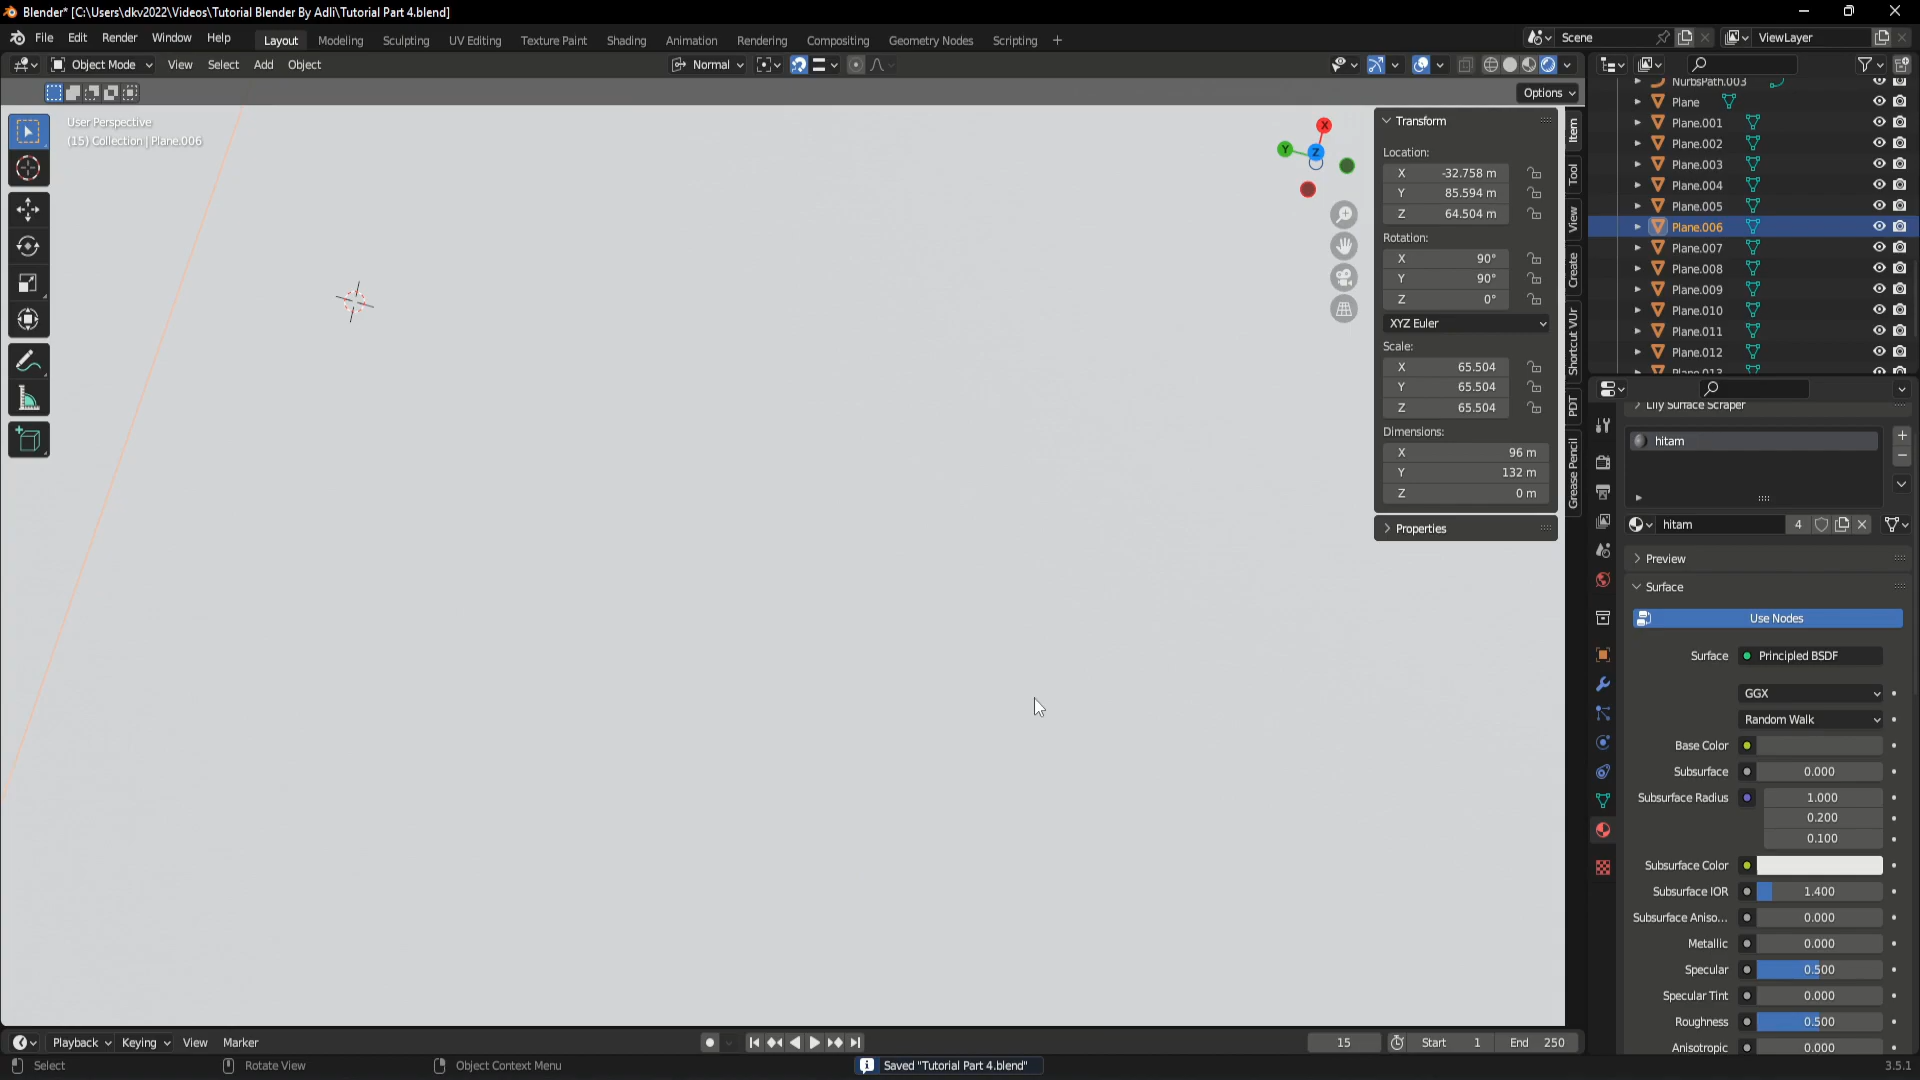 Blender* [C:\Users\dkv2022\Videos\Tutorial Blender By Adli\Tutorial Part 4.blend]
File Edit Render Window Help Layout Modeling Sculpting UV Editing Texture Paint Shading Animation Rendering Compositing Geometry Nodes Scripting + Scene ViewLayer
Object Mode View Select Add Object Normal
Options
User Perspective
(15) Collection | Plane.006
X
Y
Z
Transform
Location:
X -32.758 m
Y 85.594 m
Z 64.504 m
Rotation:
X 90°
Y 90°
Z 0°
XYZ Euler
Scale:
X 65.504
Y 65.504
Z 65.504
Dimensions:
X 96 m
Y 132 m
Z 0 m
Properties
Item
Tool
View
Create
Shortcut VUr
PDT
Grease Pencil
NurbsPath.003
Plane
Plane.001
Plane.002
Plane.003
Plane.004
Plane.005
Plane.006
Plane.007
Plane.008
Plane.009
Plane.010
Plane.011
Plane.012
Plane.013
Lily Surface Scraper
hitam
hitam 4
Preview
Surface
Use Nodes
Surface Principled BSDF
GGX
Random Walk
Base Color
Subsurface 0.000
Subsurface Radius 1.000
0.200
0.100
Subsurface Color
Subsurface IOR 1.400
Subsurface Aniso... 0.000
Metallic 0.000
Specular 0.500
Specular Tint 0.000
Roughness 0.500
Anisotropic 0.000
Playback Keying View Marker 15 Start 1 End 250
Select Rotate View Object Context Menu Saved "Tutorial Part 4.blend" 3.5.1